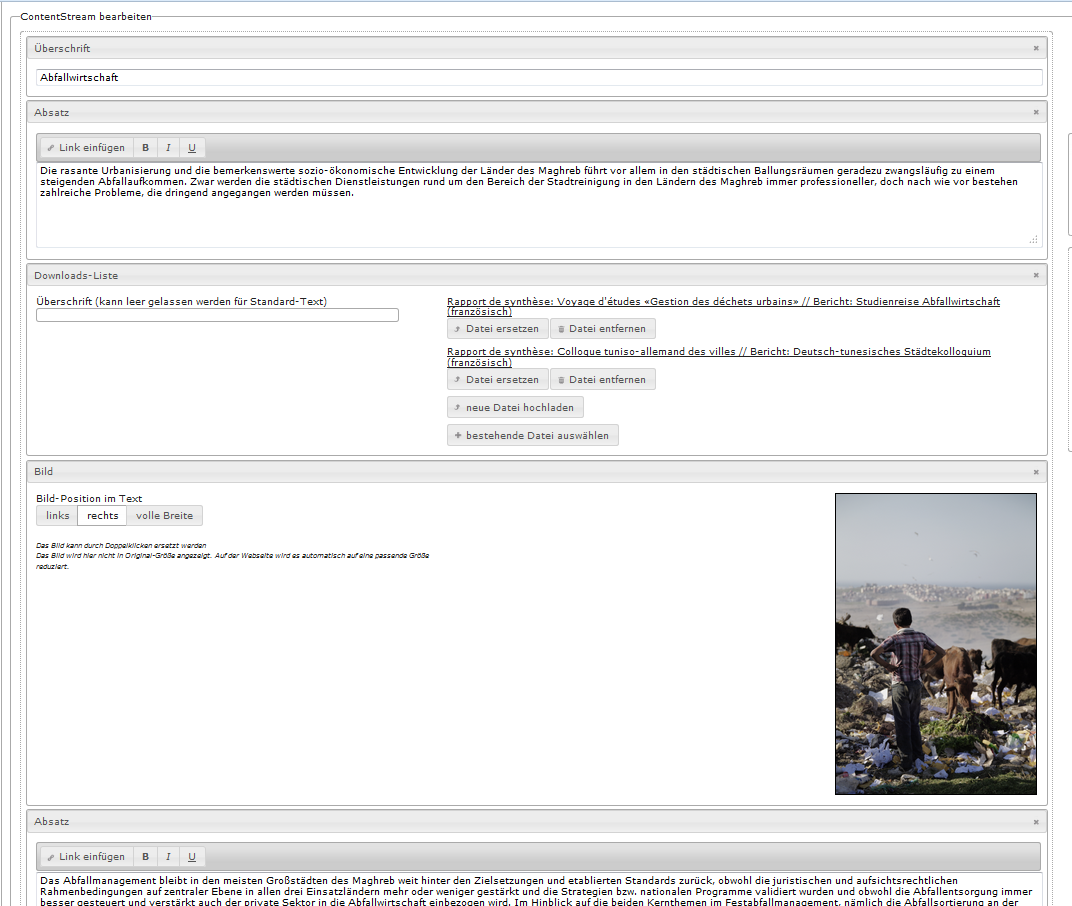 ContentStream bearbeiten
Überschrift
Abfallwirtschaft
Absatz
Link einfügen B I U
Die rasante Urbanisierung und die bemerkenswerte sozio-ökonomische Entwicklung der Länder des Maghreb führt vor allem in den städtischen Ballungsräumen geradezu zwangsläufig zu einem
steigenden Abfallaufkommen. Zwar werden die städtischen Dienstleistungen rund um den Bereich der Stadtreinigung in den Ländern des Maghreb immer professioneller, doch nach wie vor bestehen
zahlreiche Probleme, die dringend angegangen werden müssen.
Downloads-Liste
Überschrift (kann leer gelassen werden für Standard-Text)
Rapport de synthèse: Voyage d'études «Gestion des déchets urbains» // Bericht: Studienreise Abfallwirtschaft
(französisch)
Datei ersetzen Datei entfernen
Rapport de synthèse: Colloque tuniso-allemand des villes // Bericht: Deutsch-tunesisches Städtekolloquium
(französisch)
Datei ersetzen Datei entfernen
neue Datei hochladen
bestehende Datei auswählen
Bild
Bild-Position im Text
links rechts volle Breite
Das Bild kann durch Doppelklicken ersetzt werden
Das Bild wird hier nicht in Original-Größe angezeigt. Auf der Webseite wird es automatisch auf eine passende Größe
reduziert.
Absatz
Link einfügen B I U
Das Abfallmanagement bleibt in den meisten Großstädten des Maghreb weit hinter den Zielsetzungen und etablierten Standards zurück, obwohl die juristischen und aufsichtsrechtlichen
Rahmenbedingungen auf zentraler Ebene in allen drei Einsatzländern mehr oder weniger gestärkt und die Strategien bzw. nationalen Programme validiert wurden und obwohl die Abfallentsorgung immer
besser gesteuert und verstärkt auch der private Sektor in die Abfallwirtschaft einbezogen wird. Im Hinblick auf die beiden Kernthemen im Festabfallmanagement, nämlich die Abfallsortierung an der